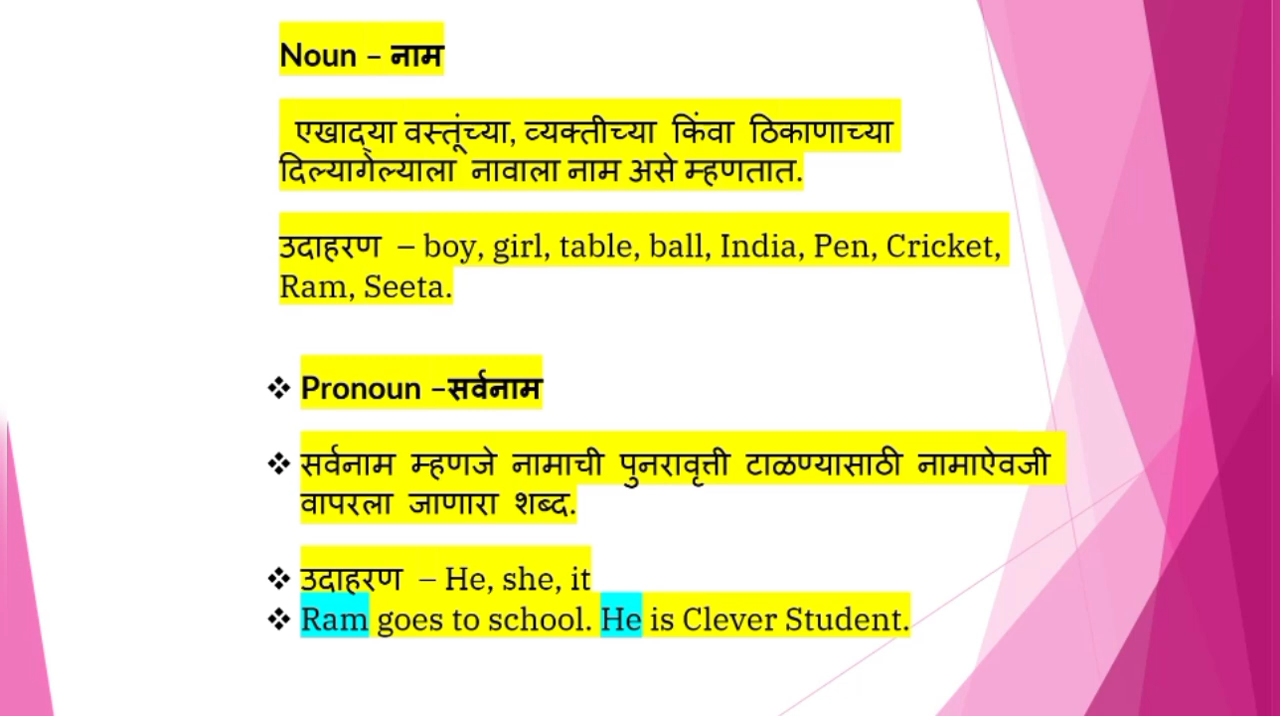 Noun – नाम
एखाद्या वस्तूंच्या, व्यक्तीच्या किंवा ठिकाणाच्या
दिल्यागेल्याला नावाला नाम असे म्हणतात.
उदाहरण – boy, girl, table, ball, India, Pen, Cricket,
Ram, Seeta.
❖ Pronoun –सर्वनाम
❖ सर्वनाम म्हणजे नामाची पुनरावृत्ती टाळण्यासाठी नामाऐवजी
वापरला जाणारा शब्द.
❖ उदाहरण – He, she, it
❖ Ram goes to school. He is Clever Student.